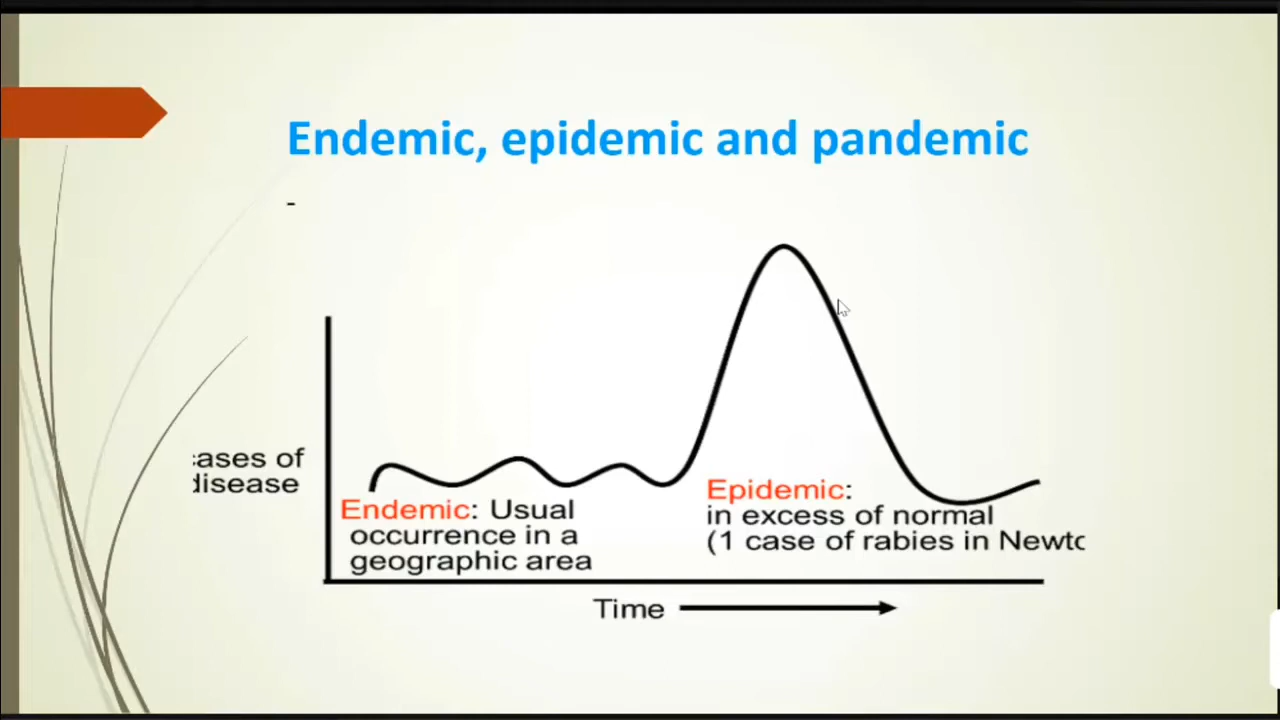 Endemic, epidemic and pandemic
-
ases of
disease
Endemic: Usual
occurrence in a
geographic area
Epidemic:
in excess of normal
(1 case of rabies in Newto
Time